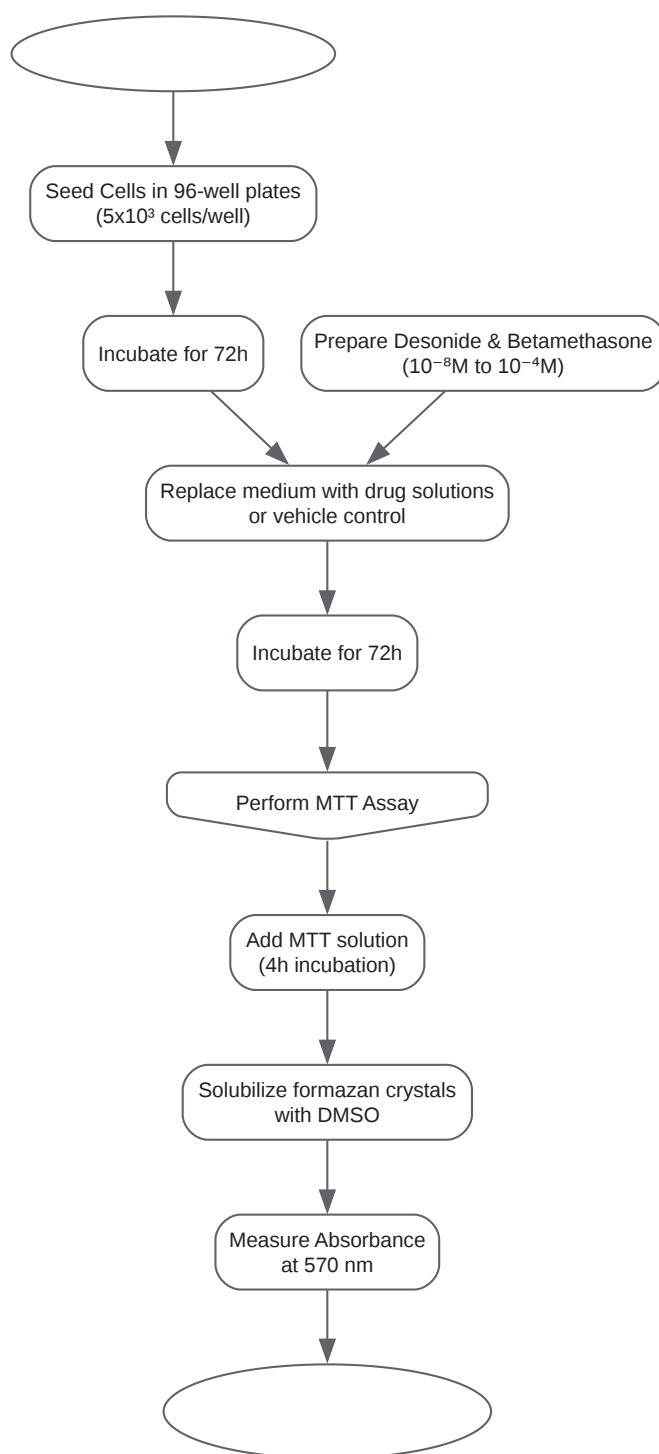 Seed Cells in 96-well plates
(5x10³ cells/well)
Incubate for 72h
Prepare Desonide & Betamethasone
(10⁻⁸M to 10⁻⁴M)
Replace medium with drug solutions
or vehicle control
Incubate for 72h
Perform MTT Assay
Add MTT solution
(4h incubation)
Solubilize formazan crystals
with DMSO
Measure Absorbance
at 570 nm